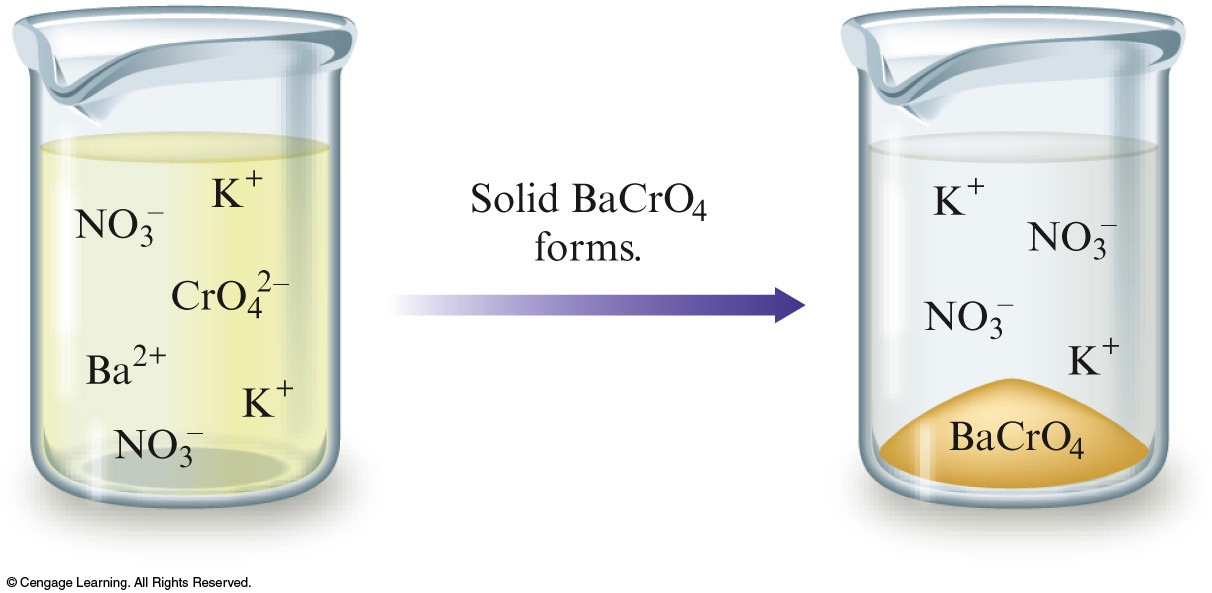 K⁺
NO₃⁻
CrO₄²⁻
Ba²⁺
K⁺
NO₃⁻
Solid BaCrO₄
forms.
K⁺
NO₃⁻
NO₃⁻
K⁺
BaCrO₄
© Cengage Learning. All Rights Reserved.